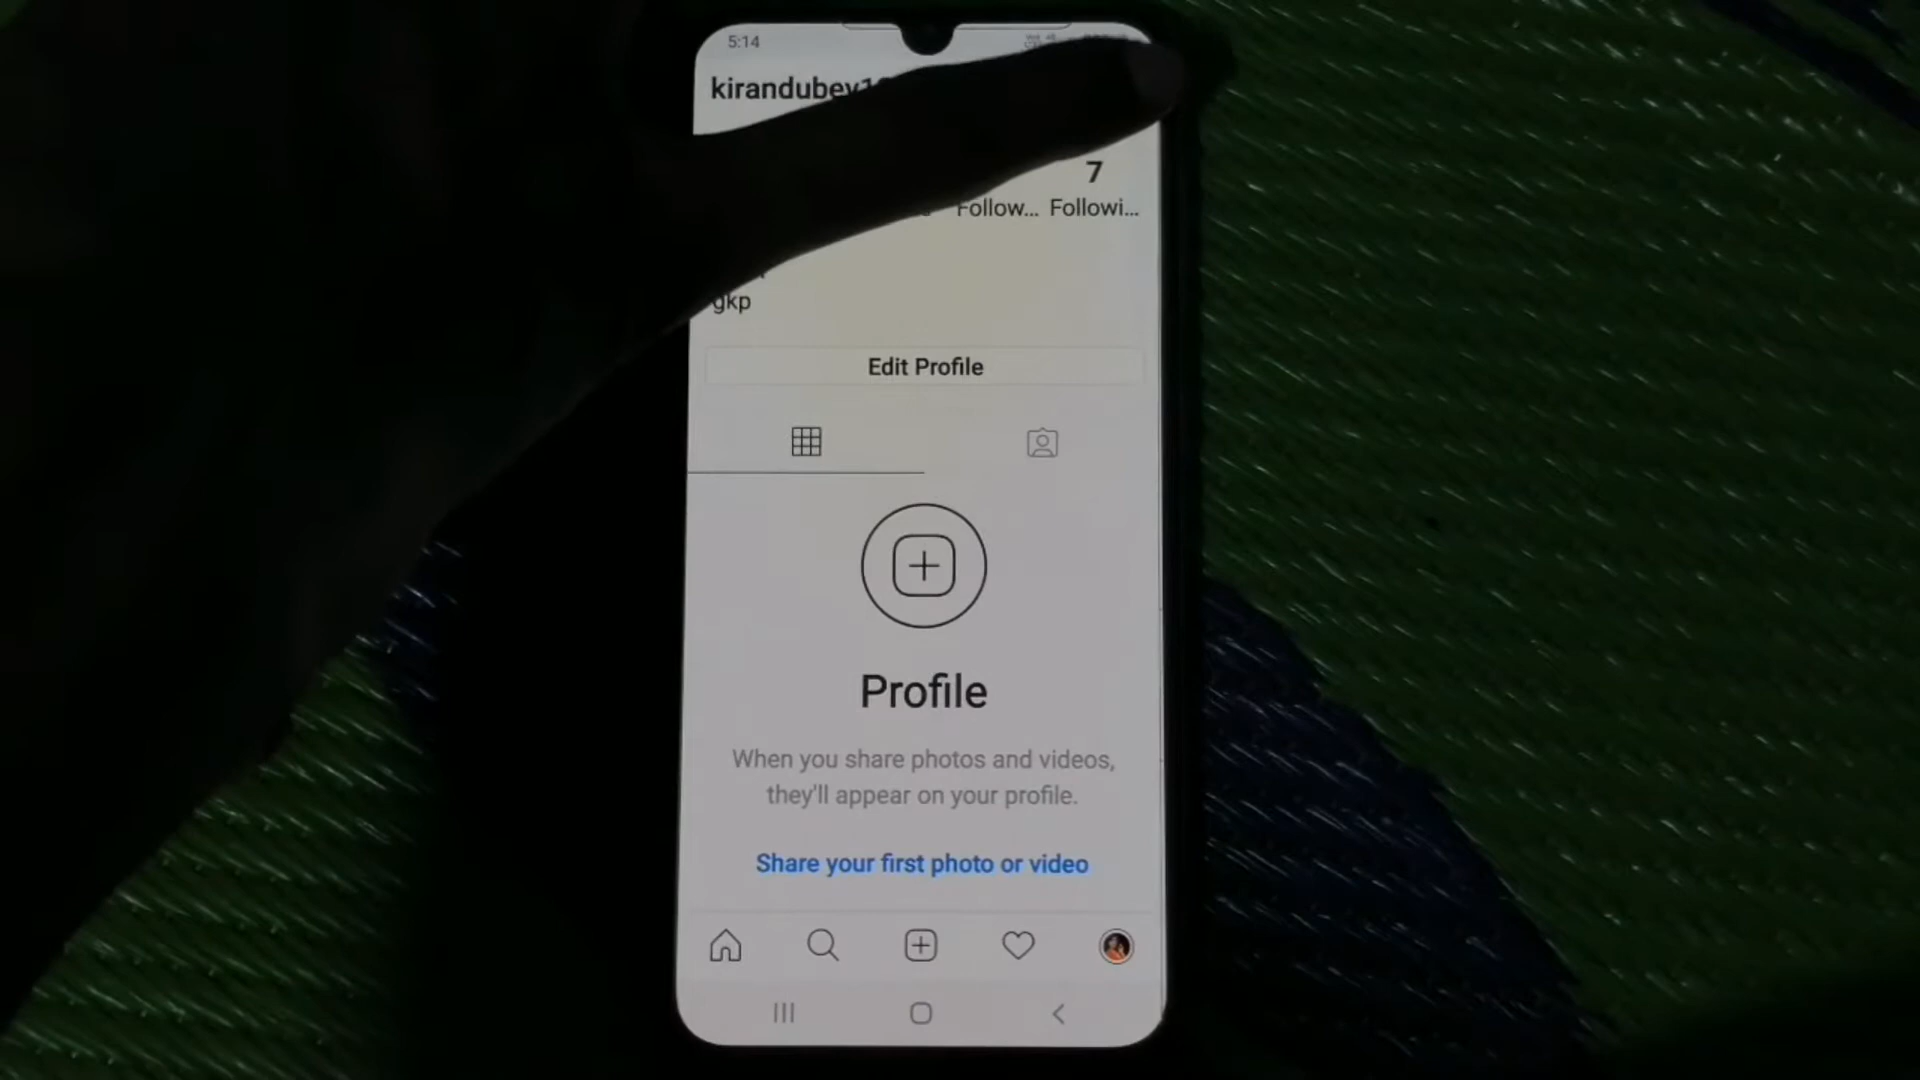 5:14
7
Follow... Followi...
gkp
Edit Profile
Profile
When you share photos and videos,
they'll appear on your profile.
Share your first photo or video